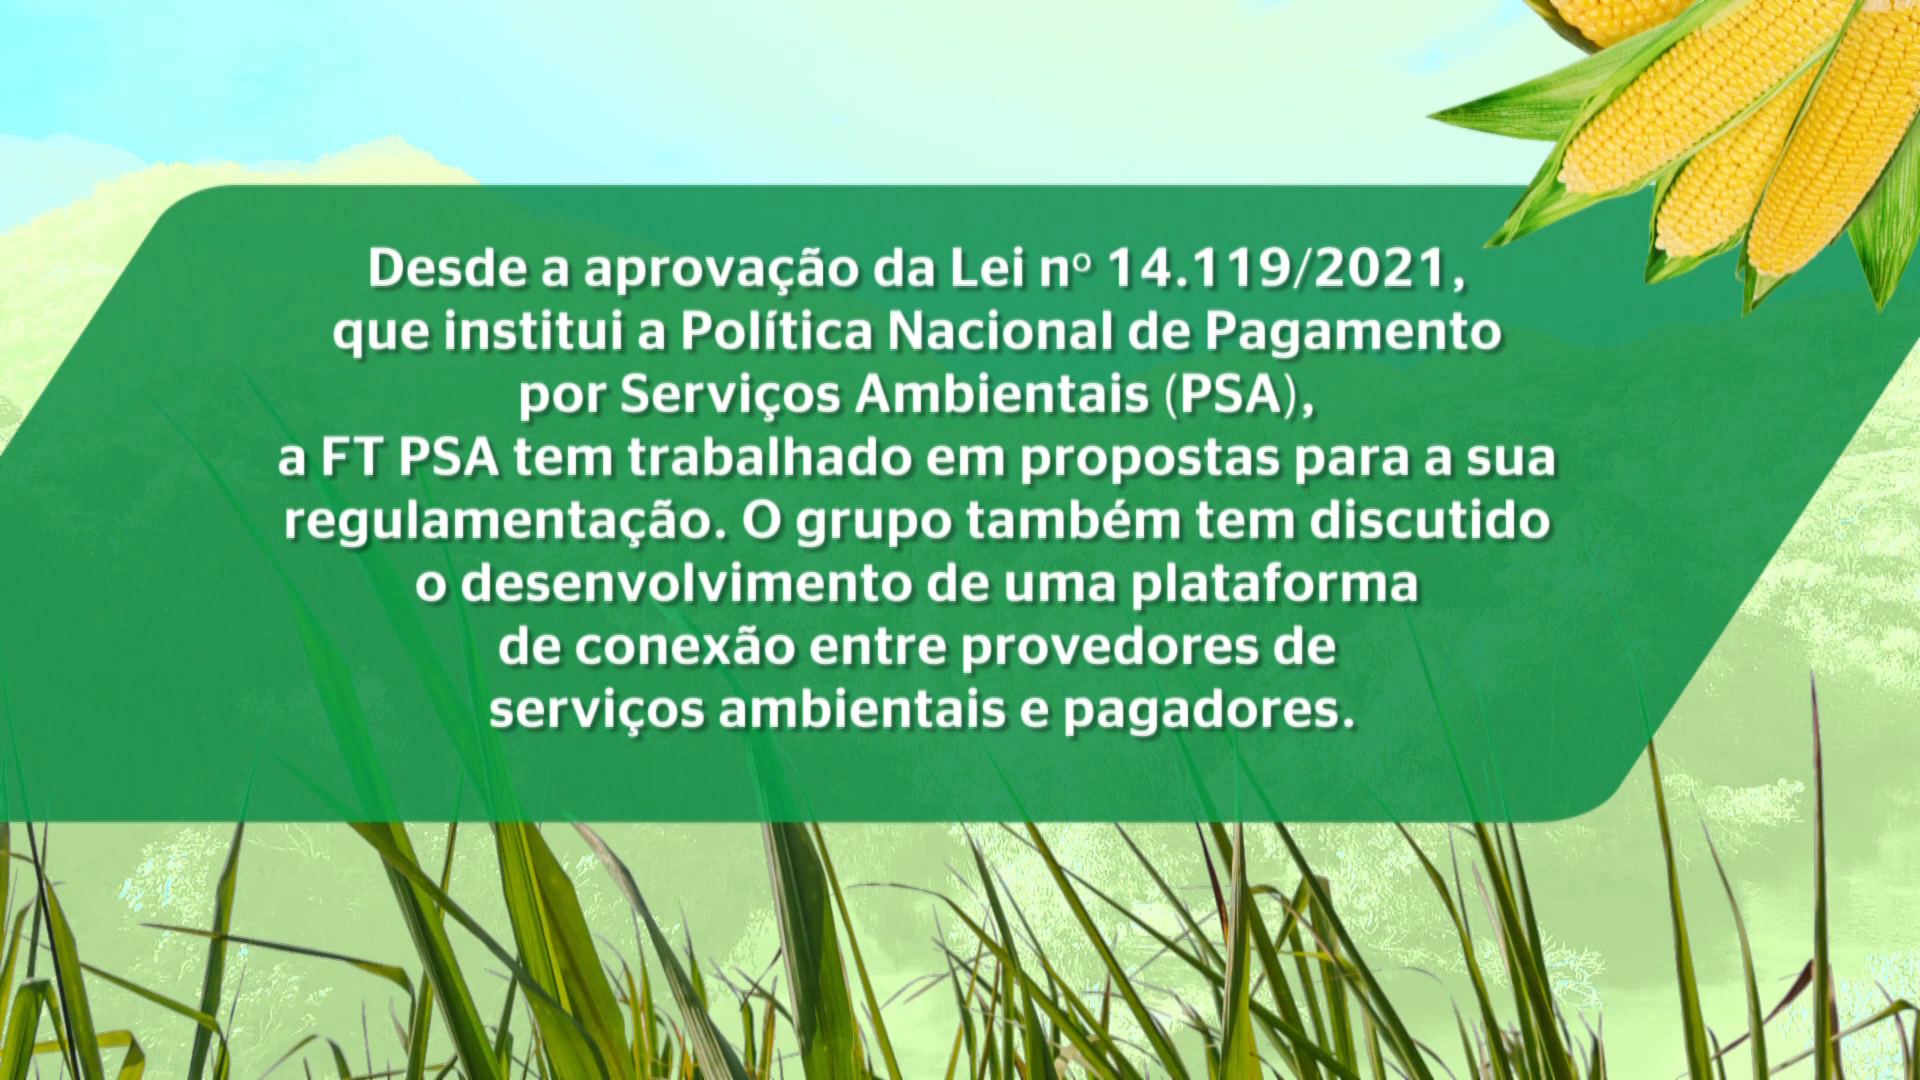 Desde a aprovação da Lei nº 14.119/2021,
que institui a Política Nacional de Pagamento
por Serviços Ambientais (PSA),
a FT PSA tem trabalhado em propostas para a sua
regulamentação. O grupo também tem discutido
o desenvolvimento de uma plataforma
de conexão entre provedores de
serviços ambientais e pagadores.